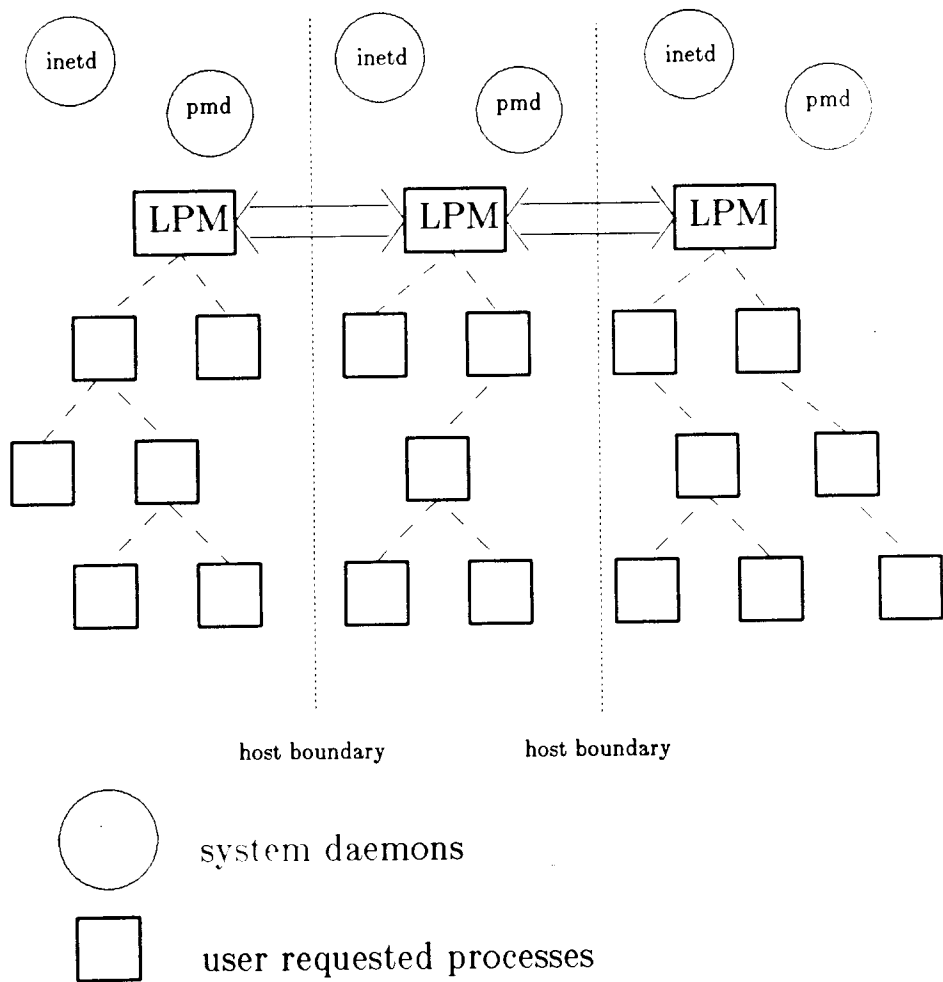 inetd
inetd
inetd
pmd
pmd
pmd
LPM
LPM
LPM
host boundary
host boundary
system daemons
user requested processes